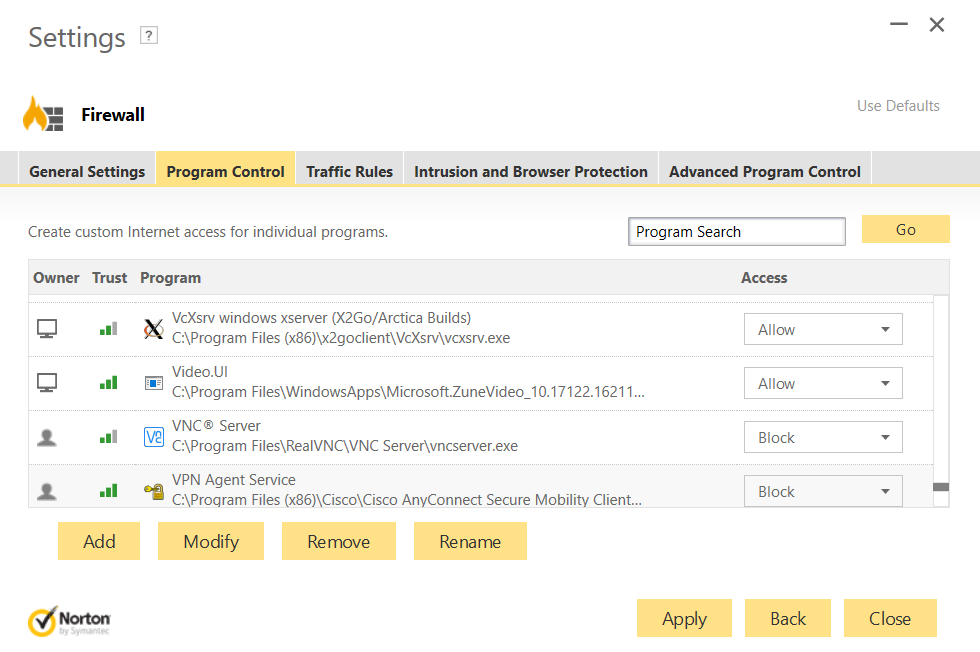 Settings ?
Firewall
Use Defaults
General Settings Program Control Traffic Rules Intrusion and Browser Protection Advanced Program Control
Create custom Internet access for individual programs. Program Search Go
Owner Trust Program Access
VcXsrv windows xserver (X2Go/Arctica Builds)
C:\Program Files (x86)\x2goclient\VcXsrv\vcxsrv.exe
Allow
Video.UI
C:\Program Files\WindowsApps\Microsoft.ZuneVideo_10.17122.16211...
Allow
VNC® Server
C:\Program Files\RealVNC\VNC Server\vncserver.exe
Block
VPN Agent Service
C:\Program Files (x86)\Cisco\Cisco AnyConnect Secure Mobility Client...
Block
Add Modify Remove Rename
Norton
by Symantec
Apply Back Close